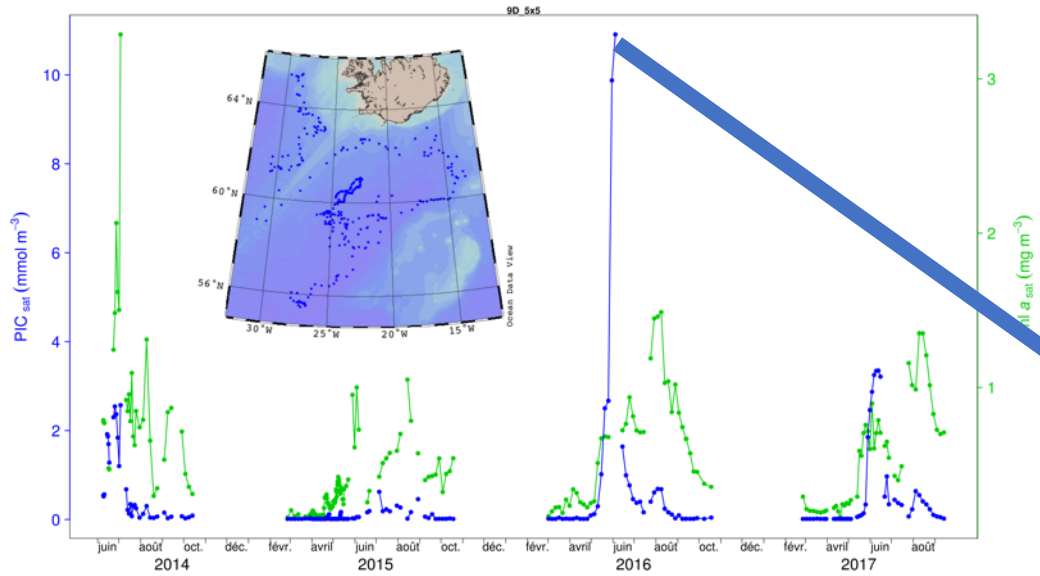 9D_5x5
10
8
6
4
2
0
PIC sat (mmol m⁻³)
3
2
1
a sat (mg m⁻³)
64°N
60°N
56°N
30°W
25°W
20°W
15°W
Ocean Data View
juin août oct. déc. févr. avril juin août oct. déc. févr. avril juin août oct. déc. févr. avril juin août
2014 2015 2016 2017